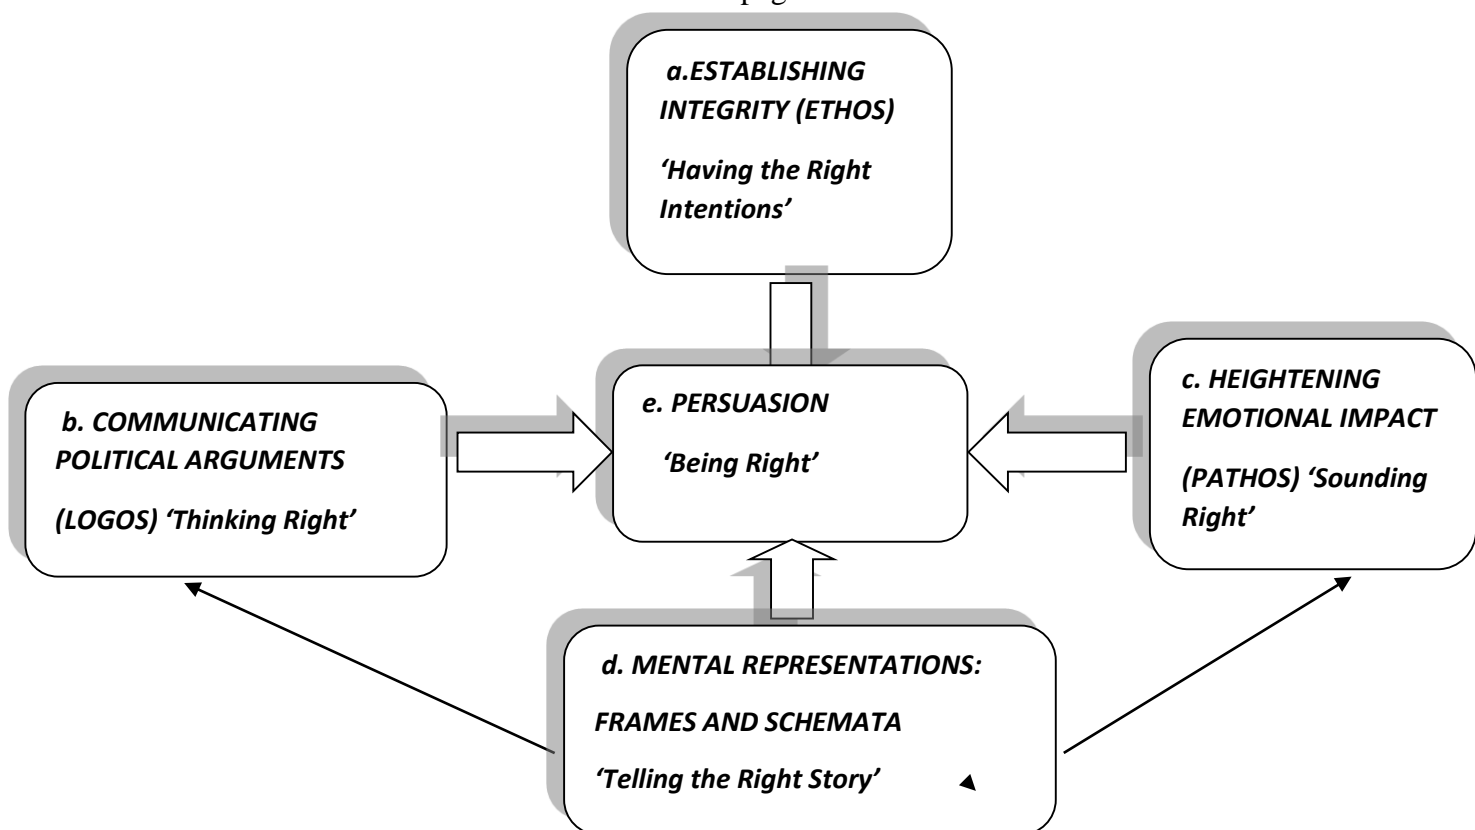 a.ESTABLISHING
INTEGRITY (ETHOS)
‘Having the Right
Intentions’
b. COMMUNICATING
POLITICAL ARGUMENTS
(LOGOS) ‘Thinking Right’
e. PERSUASION
‘Being Right’
c. HEIGHTENING
EMOTIONAL IMPACT
(PATHOS) ‘Sounding
Right’
d. MENTAL REPRESENTATIONS:
FRAMES AND SCHEMATA
‘Telling the Right Story’